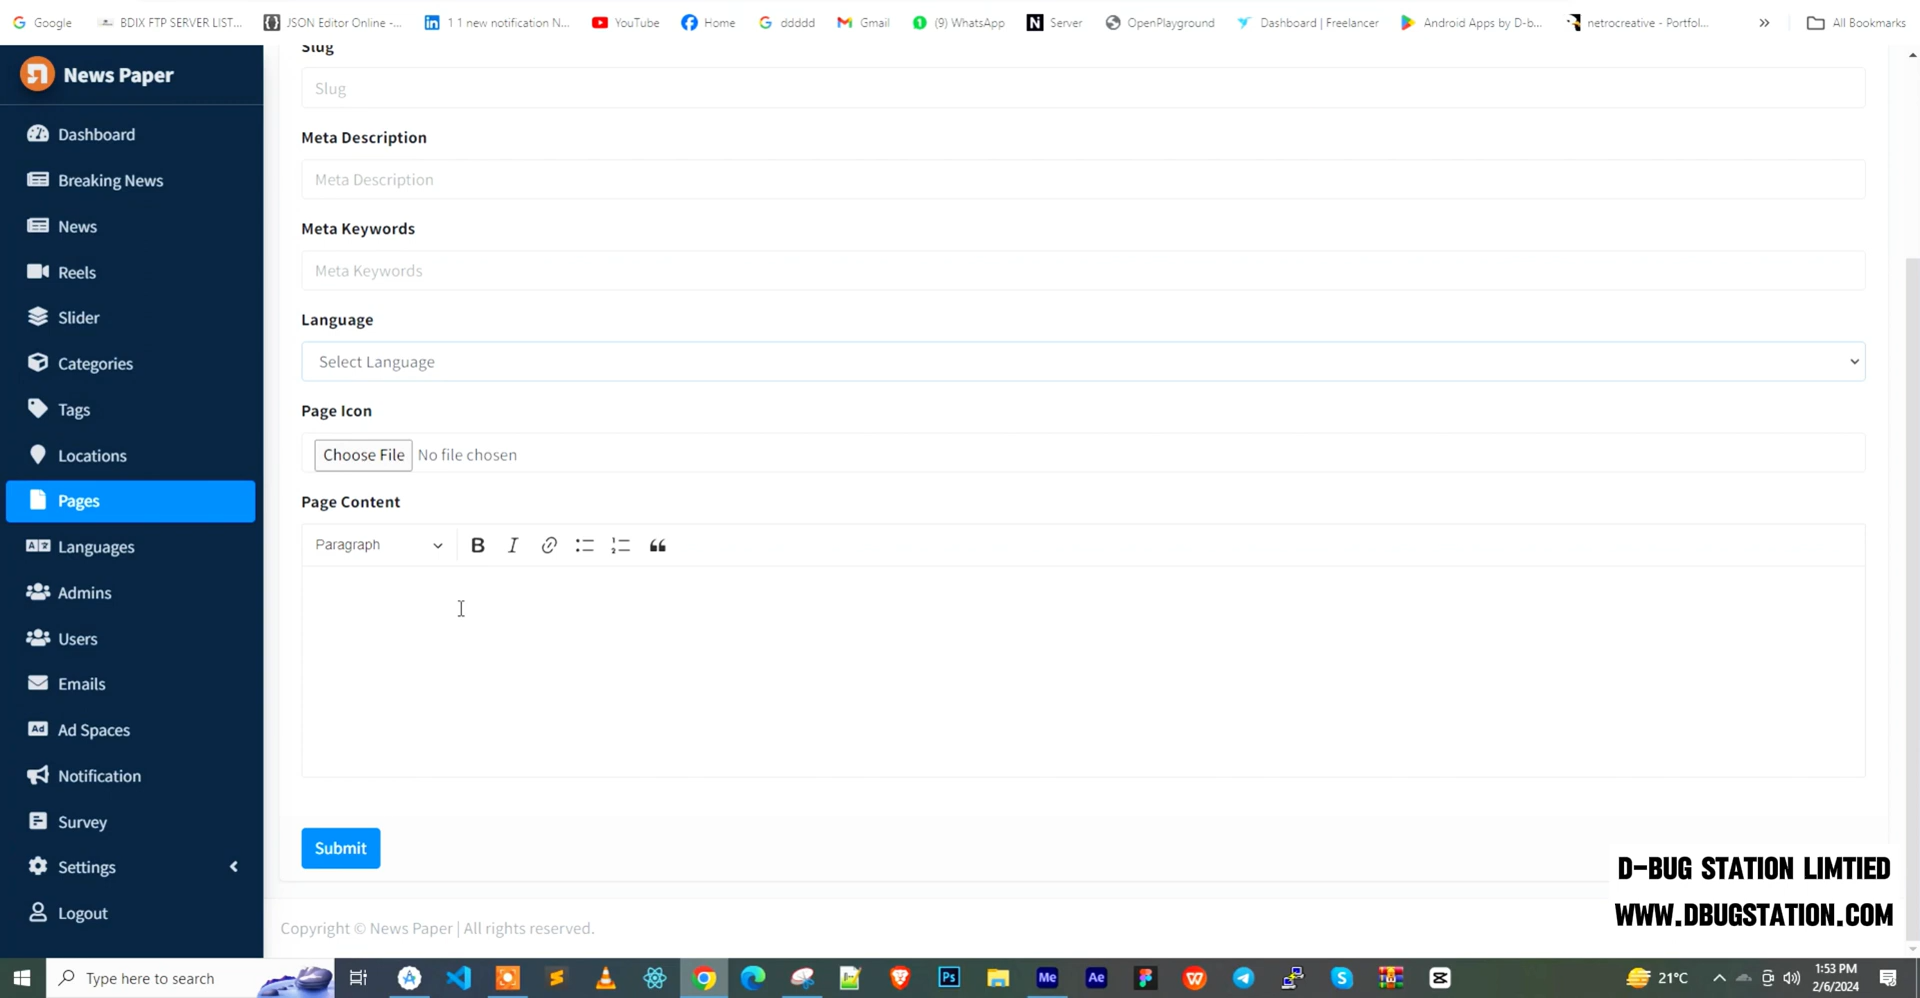 Google
BDIX FTP SERVER LIST...
JSON Editor Online -...
1 1 new notification N...
YouTube
Home
ddddd
Gmail
(9) WhatsApp
Server
OpenPlayground
Dashboard | Freelancer
Android Apps by D-b...
netrocreative - Portfol...
»
All Bookmarks
News Paper
Dashboard
Breaking News
News
Reels
Slider
Categories
Tags
Locations
Pages
Languages
Admins
Users
Emails
Ad Spaces
Notification
Survey
Settings
Logout
Slug
Slug
Meta Description
Meta Description
Meta Keywords
Meta Keywords
Language
Select Language
Page Icon
Choose File No file chosen
Page Content
Paragraph
Submit
Copyright © News Paper | All rights reserved.
D-BUG STATION LIMTIED
WWW.DBUGSTATION.COM
Type here to search
21°C
1:53 PM
2/6/2024